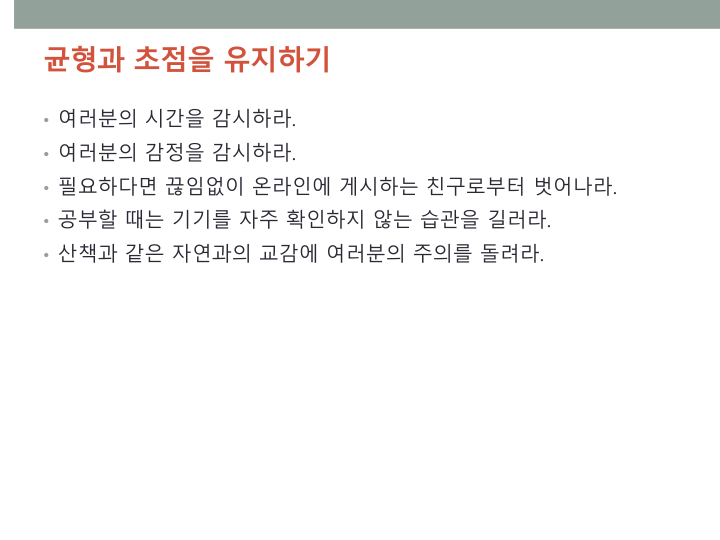 균형과 초점을 유지하기
• 여러분의 시간을 감시하라.
• 여러분의 감정을 감시하라.
• 필요하다면 끊임없이 온라인에 게시하는 친구로부터 벗어나라.
• 공부할 때는 기기를 자주 확인하지 않는 습관을 길러라.
• 산책과 같은 자연과의 교감에 여러분의 주의를 돌려라.